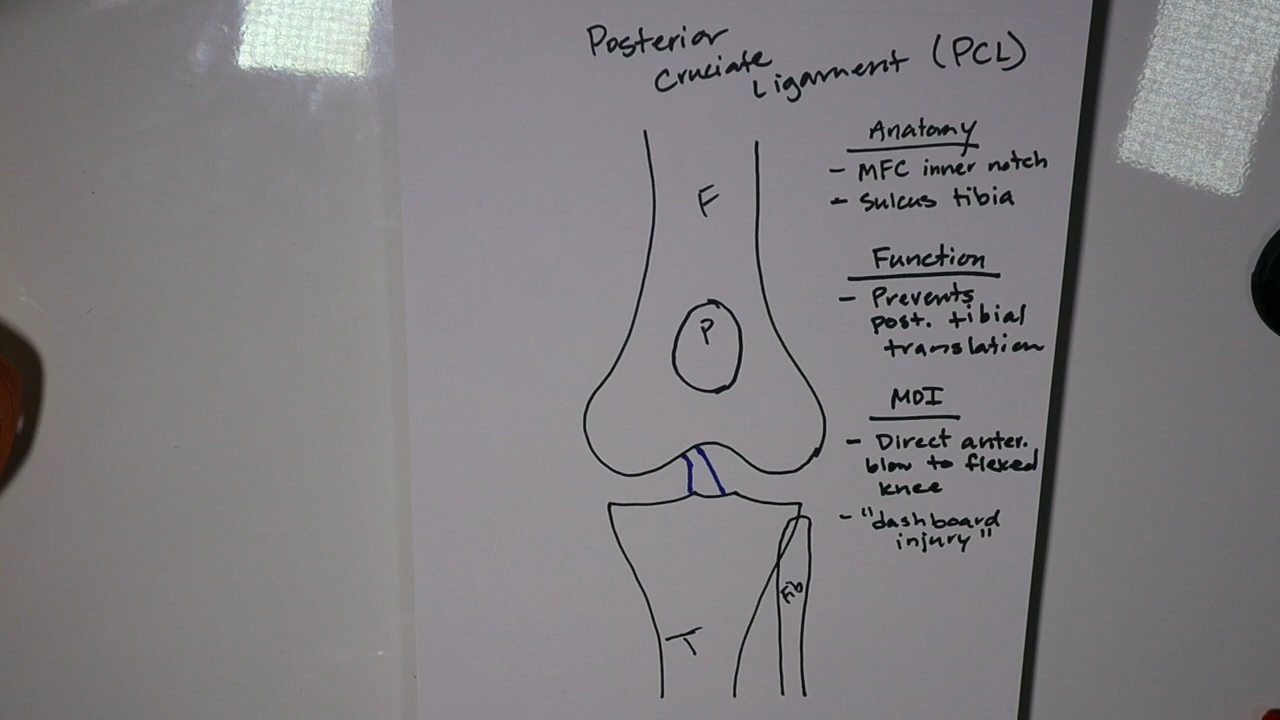 Posterior
Cruciate
Ligament (PCL)
Anatomy
- MFC inner notch
- Sulcus tibia
Function
- Prevents
post. tibial
translation
MOI
- Direct anter.
blow to flexed
knee
- "dashboard
injury"
F
P
Fib
T